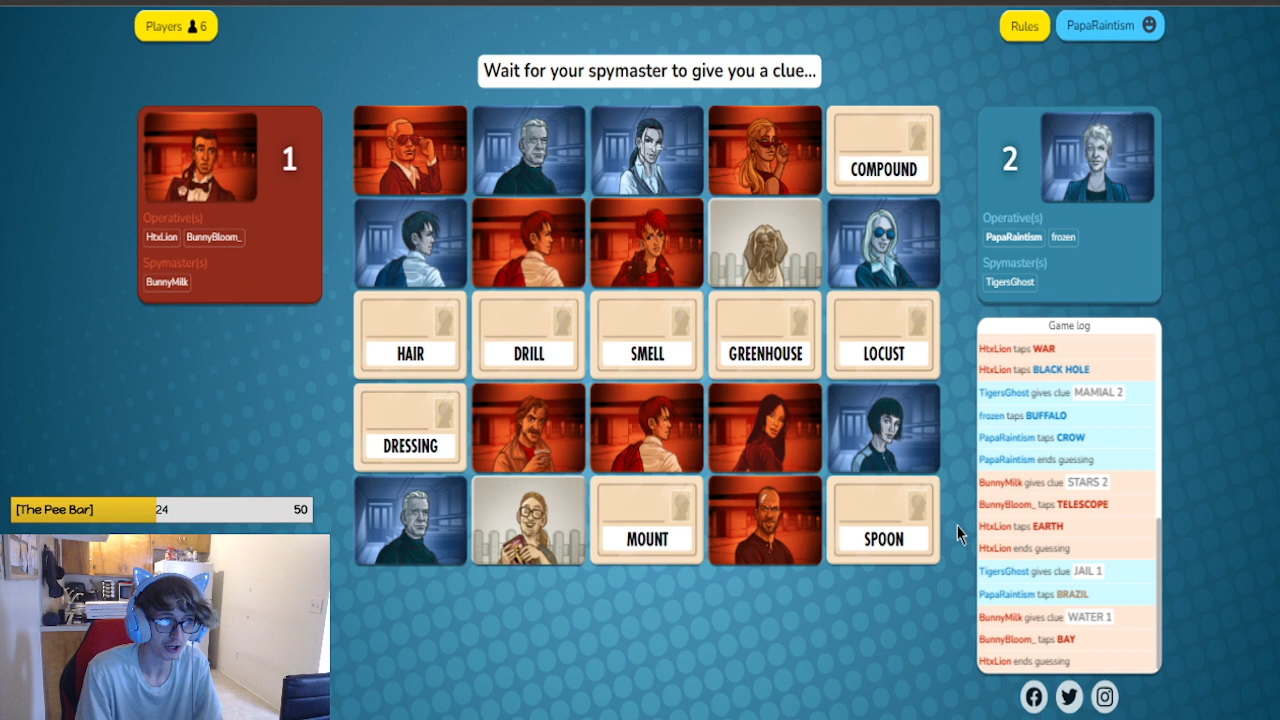 Players 6
Rules
PapaRaintism
Wait for your spymaster to give you a clue...
1
Operative(s)
HtxLion BunnyBloom_
Spymaster(s)
BunnyMilk
COMPOUND
HAIR
DRILL
SMELL
GREENHOUSE
LOCUST
DRESSING
MOUNT
SPOON
2
Operative(s)
PapaRaintism frozen
Spymaster(s)
TigersGhost
Game log
HtxLion taps WAR
HtxLion taps BLACK HOLE
TigersGhost gives clue MAMIAL 2
frozen taps BUFFALO
PapaRaintism taps CROW
PapaRaintism ends guessing
BunnyMilk gives clue STARS 2
BunnyBloom_ taps TELESCOPE
HtxLion taps EARTH
HtxLion ends guessing
TigersGhost gives clue JAIL 1
PapaRaintism taps BRAZIL
BunnyMilk gives clue WATER 1
BunnyBloom_ taps BAY
HtxLion ends guessing
[The Pee Bar] 24 50